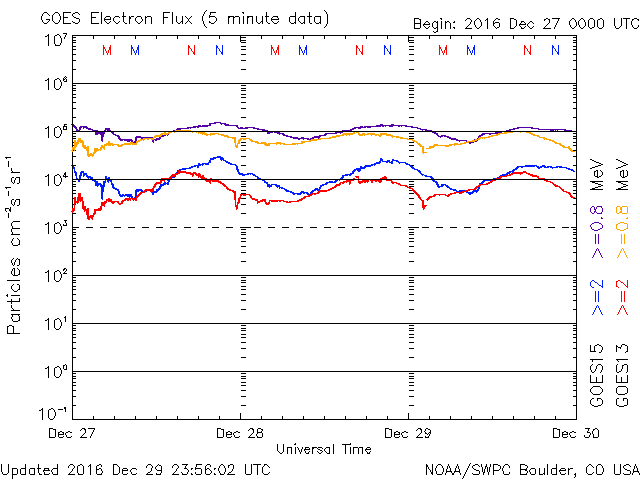 GOES Electron Flux (5 minute data)
Begin: 2016 Dec 27 0000 UTC
10⁷
M M N N M M N N M M N N
10⁶
10⁵
10⁴
10³
10²
10¹
10⁰
10⁻¹
Particles cm⁻²s⁻¹sr⁻¹
Dec 27 Dec 28 Dec 29 Dec 30
Universal Time
GOES15 >=2 >=0.8 MeV
GOES13 >=2 >=0.8 MeV
Updated 2016 Dec 29 23:56:02 UTC
NOAA/SWPC Boulder, CO USA